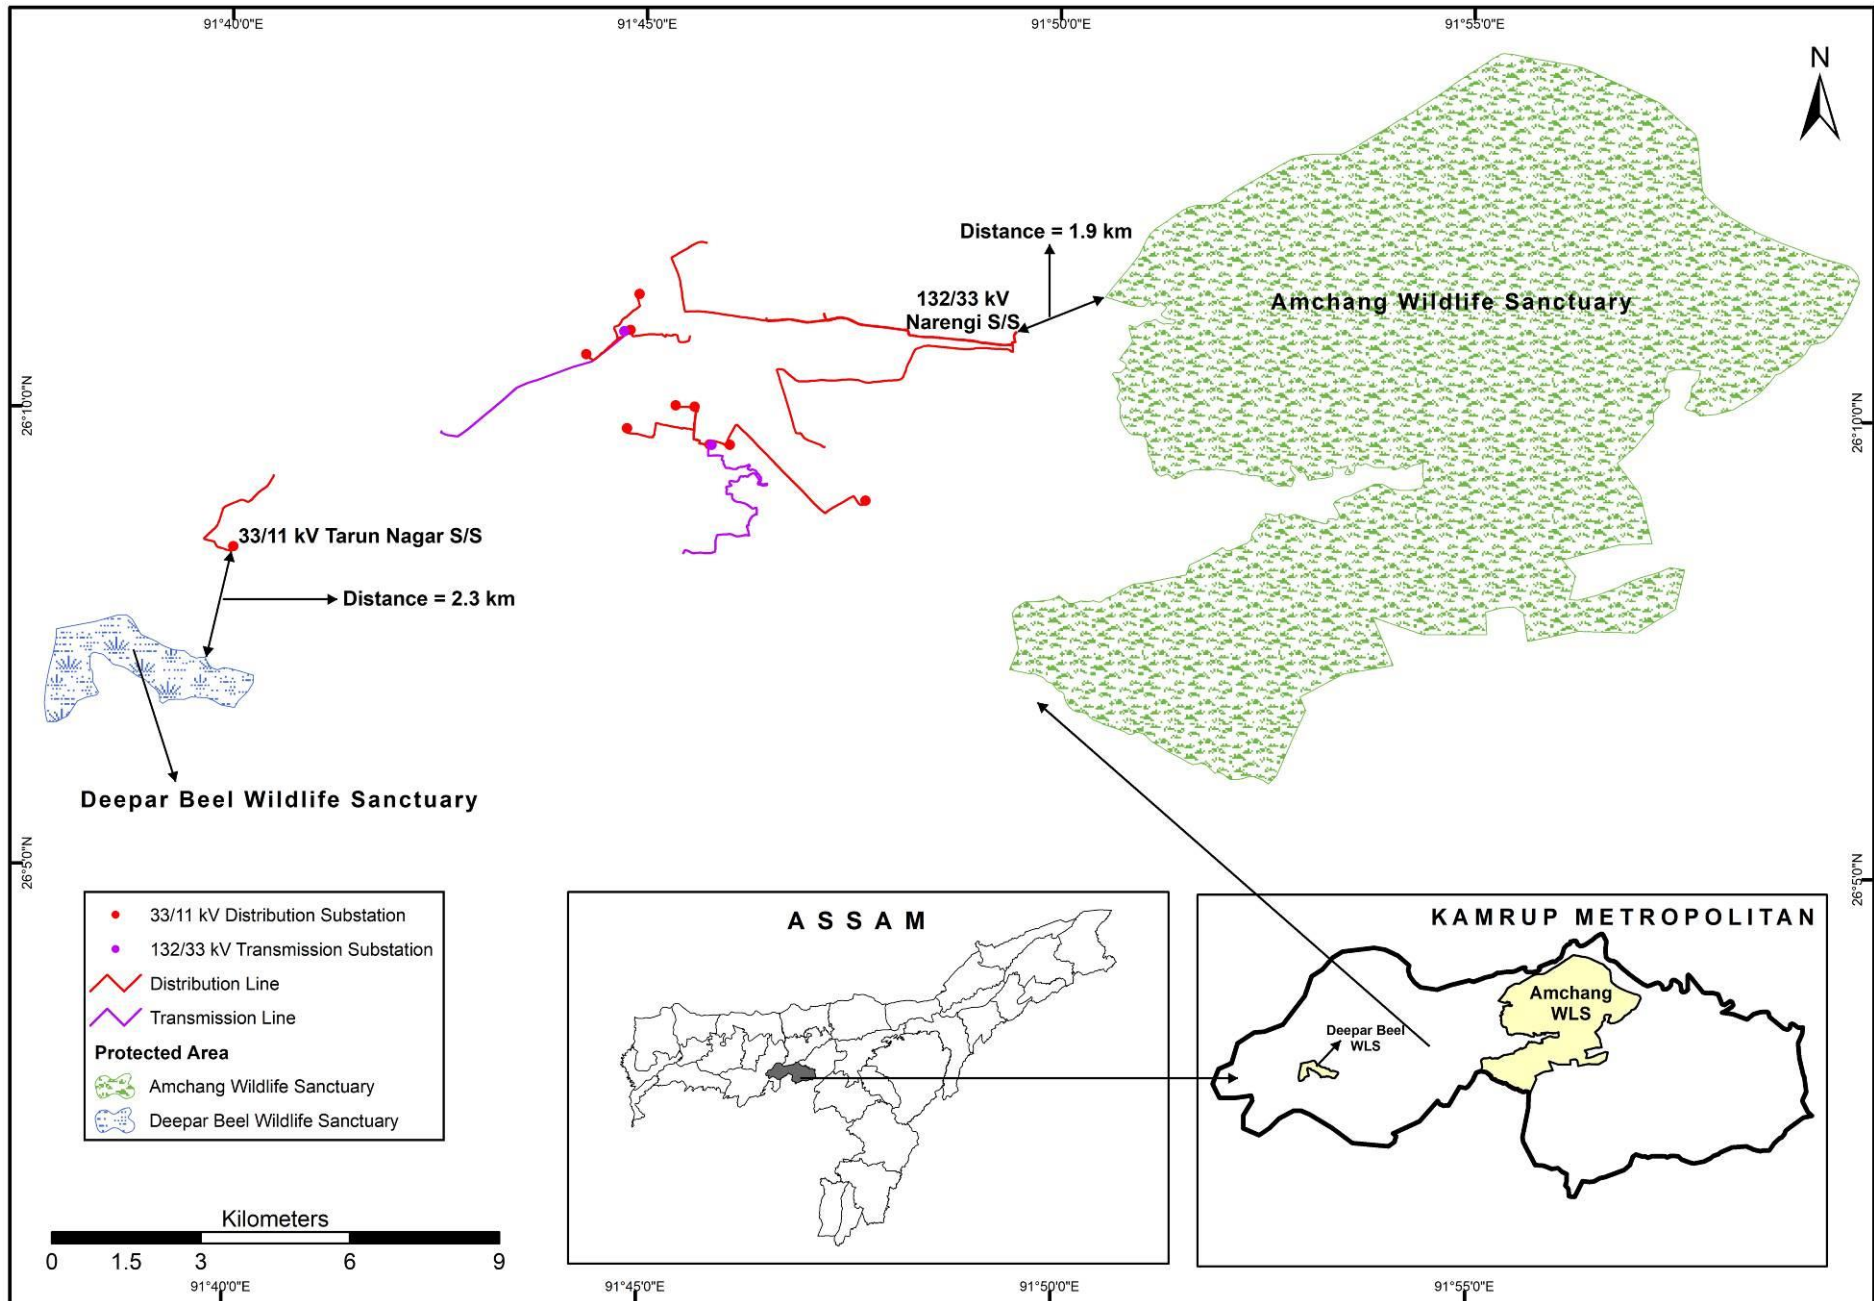 91°40'0"E
91°45'0"E
91°50'0"E
91°55'0"E
N
Distance = 1.9 km
132/33 kV
Narengi S/S
Amchang Wildlife Sanctuary
26°10'0"N
26°10'0"N
33/11 kV Tarun Nagar S/S
Distance = 2.3 km
Deepar Beel Wildlife Sanctuary
26°5'0"N
26°5'0"N
33/11 kV Distribution Substation
132/33 kV Transmission Substation
Distribution Line
Transmission Line
Protected Area
Amchang Wildlife Sanctuary
Deepar Beel Wildlife Sanctuary
ASSAM
KAMRUP METROPOLITAN
Amchang
WLS
Deepar Beel
WLS
Kilometers
0 1.5 3 6 9
91°40'0"E
91°45'0"E
91°50'0"E
91°55'0"E